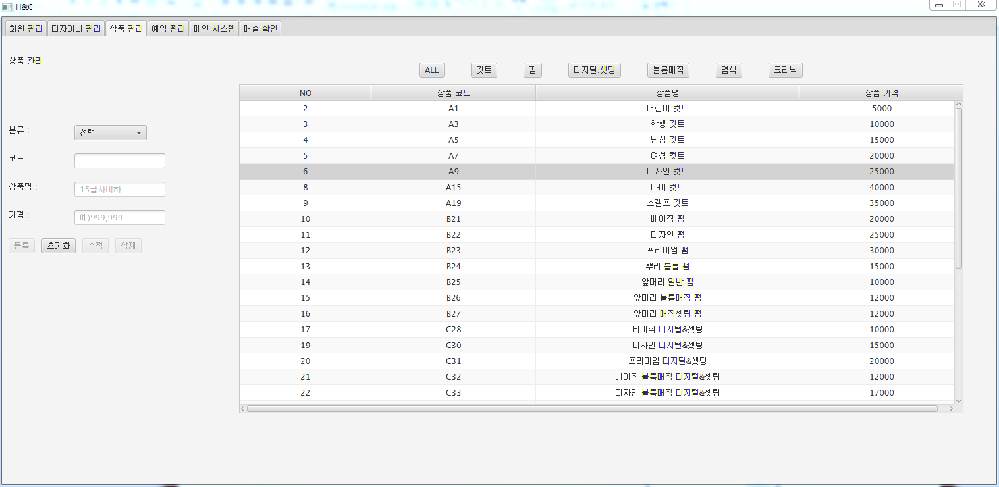 H&C
회원 관리 디자이너 관리 상품 관리 예약 관리 메인 시스템 매출 확인
상품 관리
ALL 컷트 펌 디지털.셋팅 볼륨매직 염색 크리닉
NO 상품 코드 상품명 상품 가격
2 A1 어린이 컷트 5000
3 A3 학생 컷트 10000
4 A5 남성 컷트 15000
5 A7 여성 컷트 20000
6 A9 디자인 컷트 25000
8 A15 다이 컷트 40000
9 A19 스켈프 컷트 35000
10 B21 베이직 펌 20000
11 B22 디자인 펌 25000
12 B23 프리미엄 펌 30000
13 B24 뿌리 볼륨 펌 15000
14 B25 앞머리 일반 펌 10000
15 B26 앞머리 볼륨매직 펌 12000
16 B27 앞머리 매직셋팅 펌 12000
17 C28 베이직 디지털&셋팅 10000
19 C30 디자인 디지털&셋팅 15000
20 C31 프리미엄 디지털&셋팅 20000
21 C32 베이직 볼륨매직 디지털&셋팅 12000
22 C33 디자인 볼륨매직 디지털&셋팅 17000
분류 : 선택
코드 :
상품명 : 15글자이하
가격 : 예)999,999
등록 초기화 수정 삭제